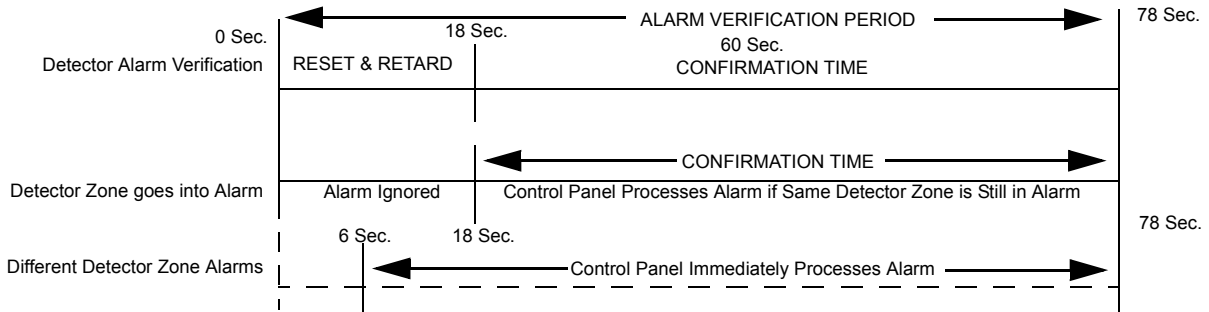 ALARM VERIFICATION PERIOD
78 Sec.
0 Sec.
18 Sec.
60 Sec.
Detector Alarm Verification
RESET & RETARD
CONFIRMATION TIME
CONFIRMATION TIME
Detector Zone goes into Alarm
Alarm Ignored
Control Panel Processes Alarm if Same Detector Zone is Still in Alarm
78 Sec.
6 Sec.
18 Sec.
Different Detector Zone Alarms
Control Panel Immediately Processes Alarm